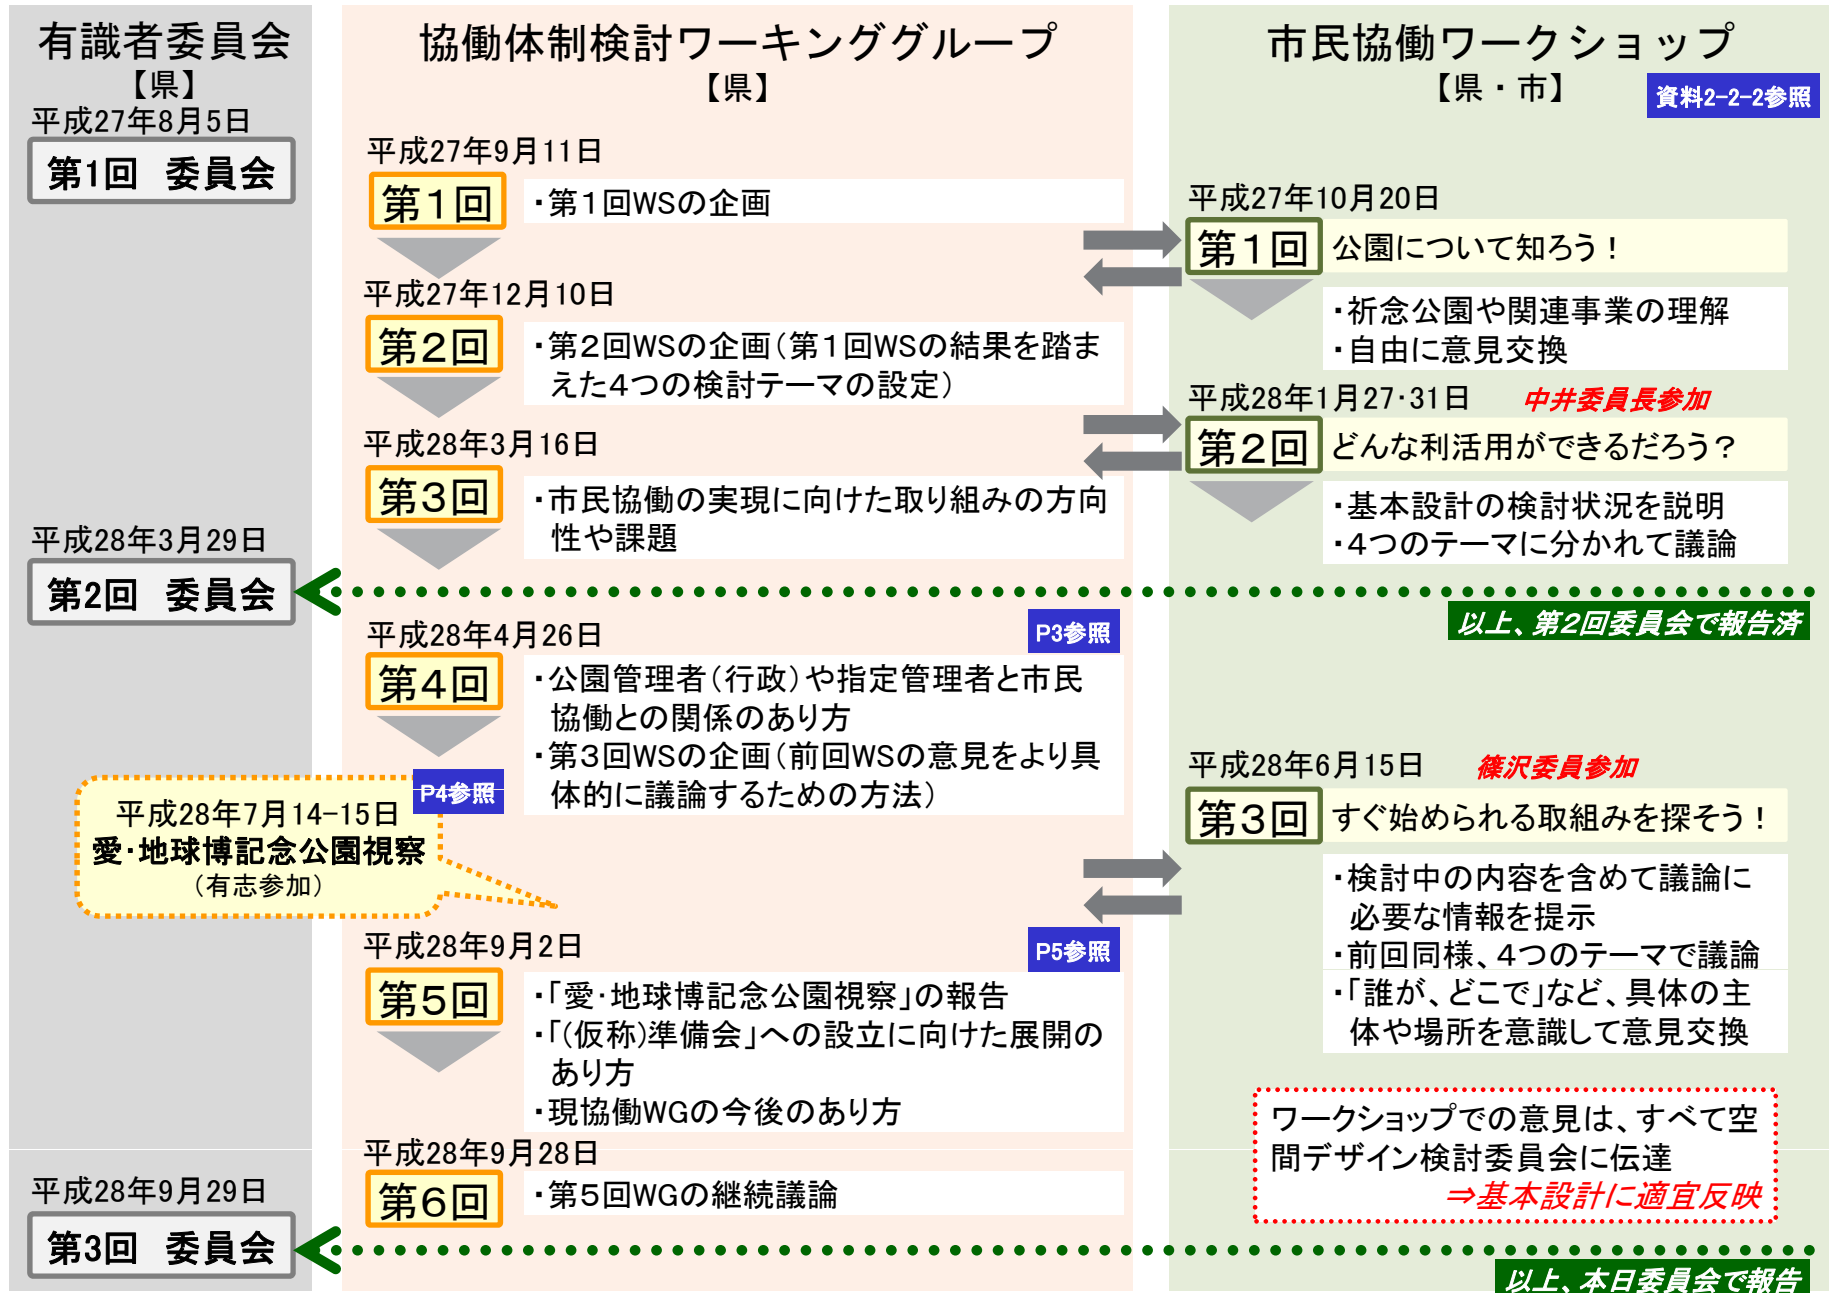 有識者委員会
【県】
平成27年8月5日
第1回　委員会
平成28年3月29日
第2回　委員会
平成28年9月29日
第3回　委員会
協働体制検討ワーキンググループ
【県】
平成27年9月11日
第１回
・第１回WSの企画
平成27年12月10日
第２回
・第２回WSの企画（第１回WSの結果を踏ま
えた４つの検討テーマの設定）
平成28年3月16日
第３回
・市民協働の実現に向けた取り組みの方向
性や課題
平成28年4月26日
P3参照
第４回
・公園管理者（行政）や指定管理者と市民
協働との関係のあり方
・第３回WSの企画（前回WSの意見をより具
体的に議論するための方法）
P4参照
平成28年7月14-15日
愛・地球博記念公園視察
（有志参加）
平成28年9月2日
P5参照
第５回
・「愛・地球博記念公園視察」の報告
・「(仮称)準備会」への設立に向けた展開の
あり方
・現協働WGの今後のあり方
平成28年9月28日
第６回
・第５回WGの継続議論
市民協働ワークショップ
【県・市】
資料2-2-2参照
平成27年10月20日
第１回
公園について知ろう！
・祈念公園や関連事業の理解
・自由に意見交換
平成28年1月27・31日
中井委員長参加
第２回
どんな利活用ができるだろう？
・基本設計の検討状況を説明
・４つのテーマに分かれて議論
以上、第２回委員会で報告済
平成28年6月15日
篠沢委員参加
第３回
すぐ始められる取組みを探そう！
・検討中の内容を含めて議論に
必要な情報を提示
・前回同様、４つのテーマで議論
・「誰が、どこで」など、具体の主
体や場所を意識して意見交換
ワークショップでの意見は、すべて空
間デザイン検討委員会に伝達
⇒基本設計に適宜反映
以上、本日委員会で報告